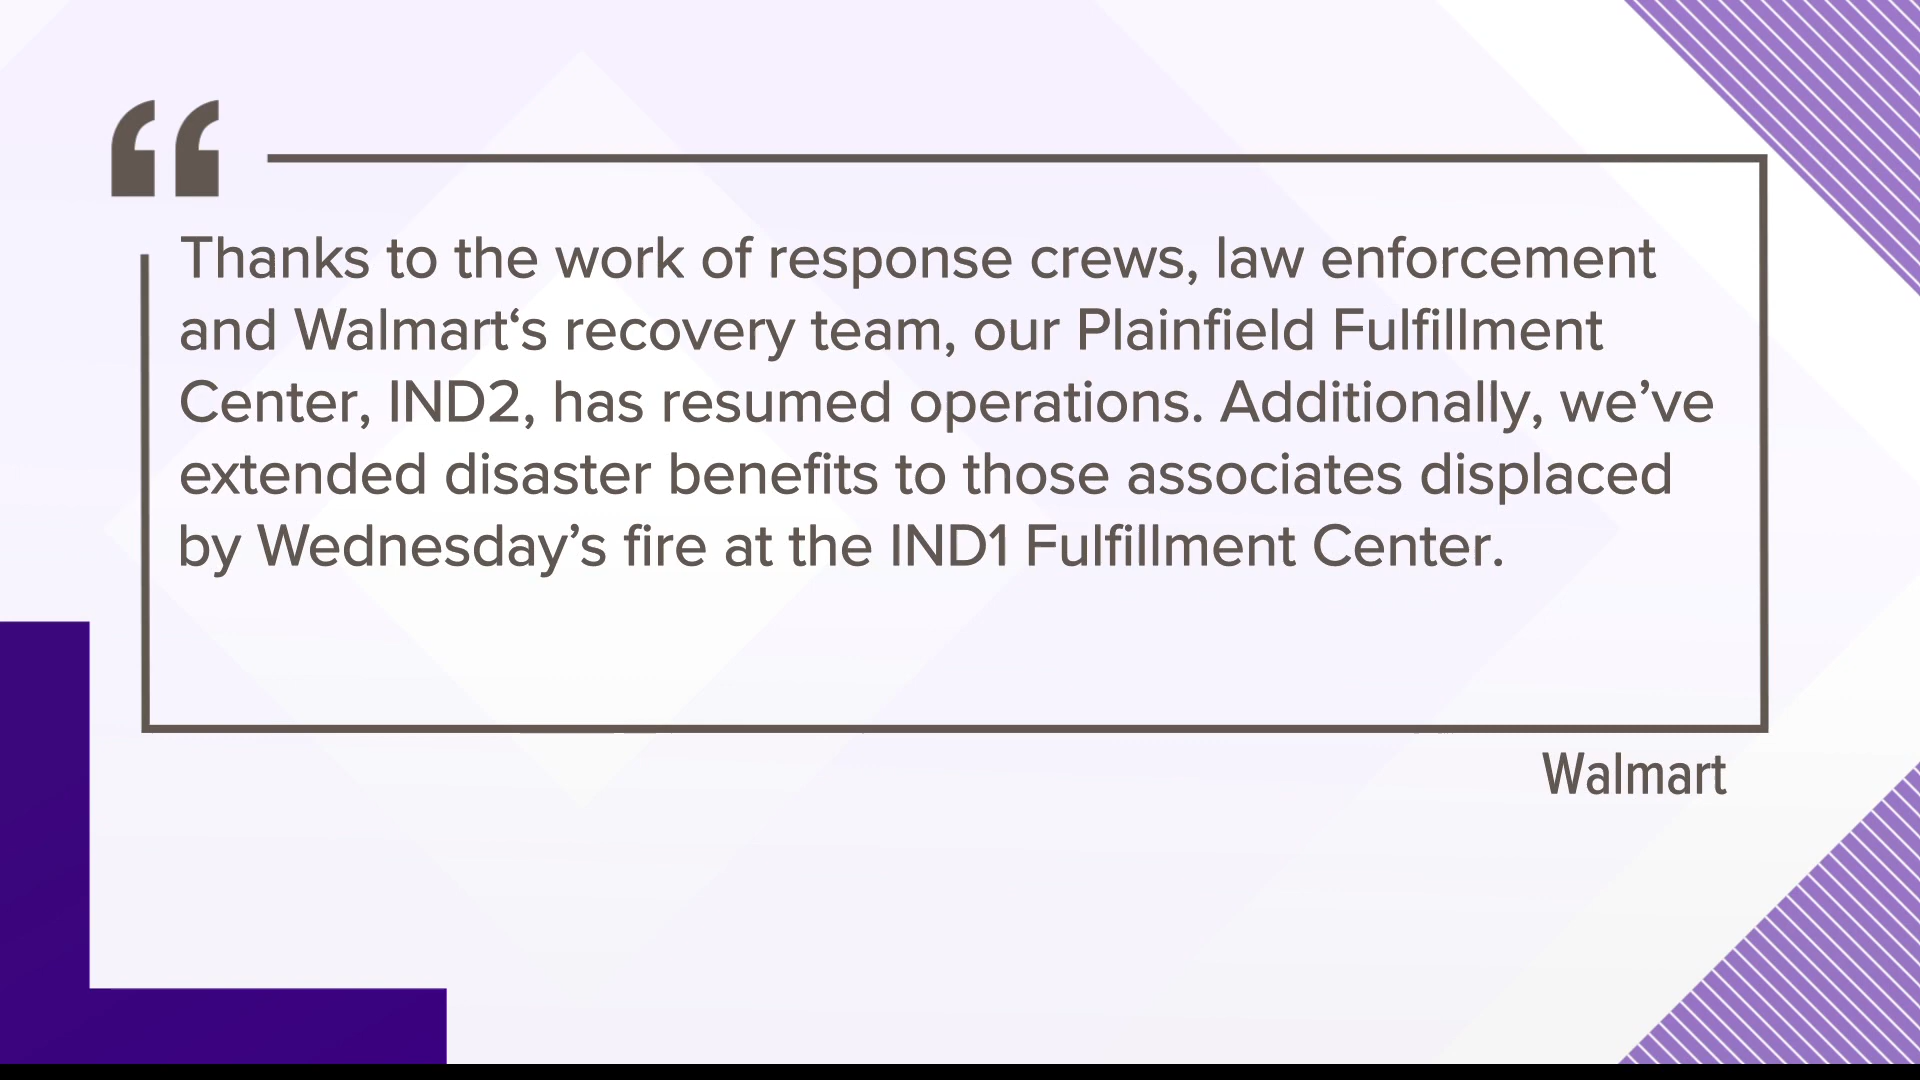 “
Thanks to the work of response crews, law enforcement
and Walmart‘s recovery team, our Plainfield Fulfillment
Center, IND2, has resumed operations. Additionally, we’ve
extended disaster benefits to those associates displaced
by Wednesday’s fire at the IND1 Fulfillment Center.
Walmart